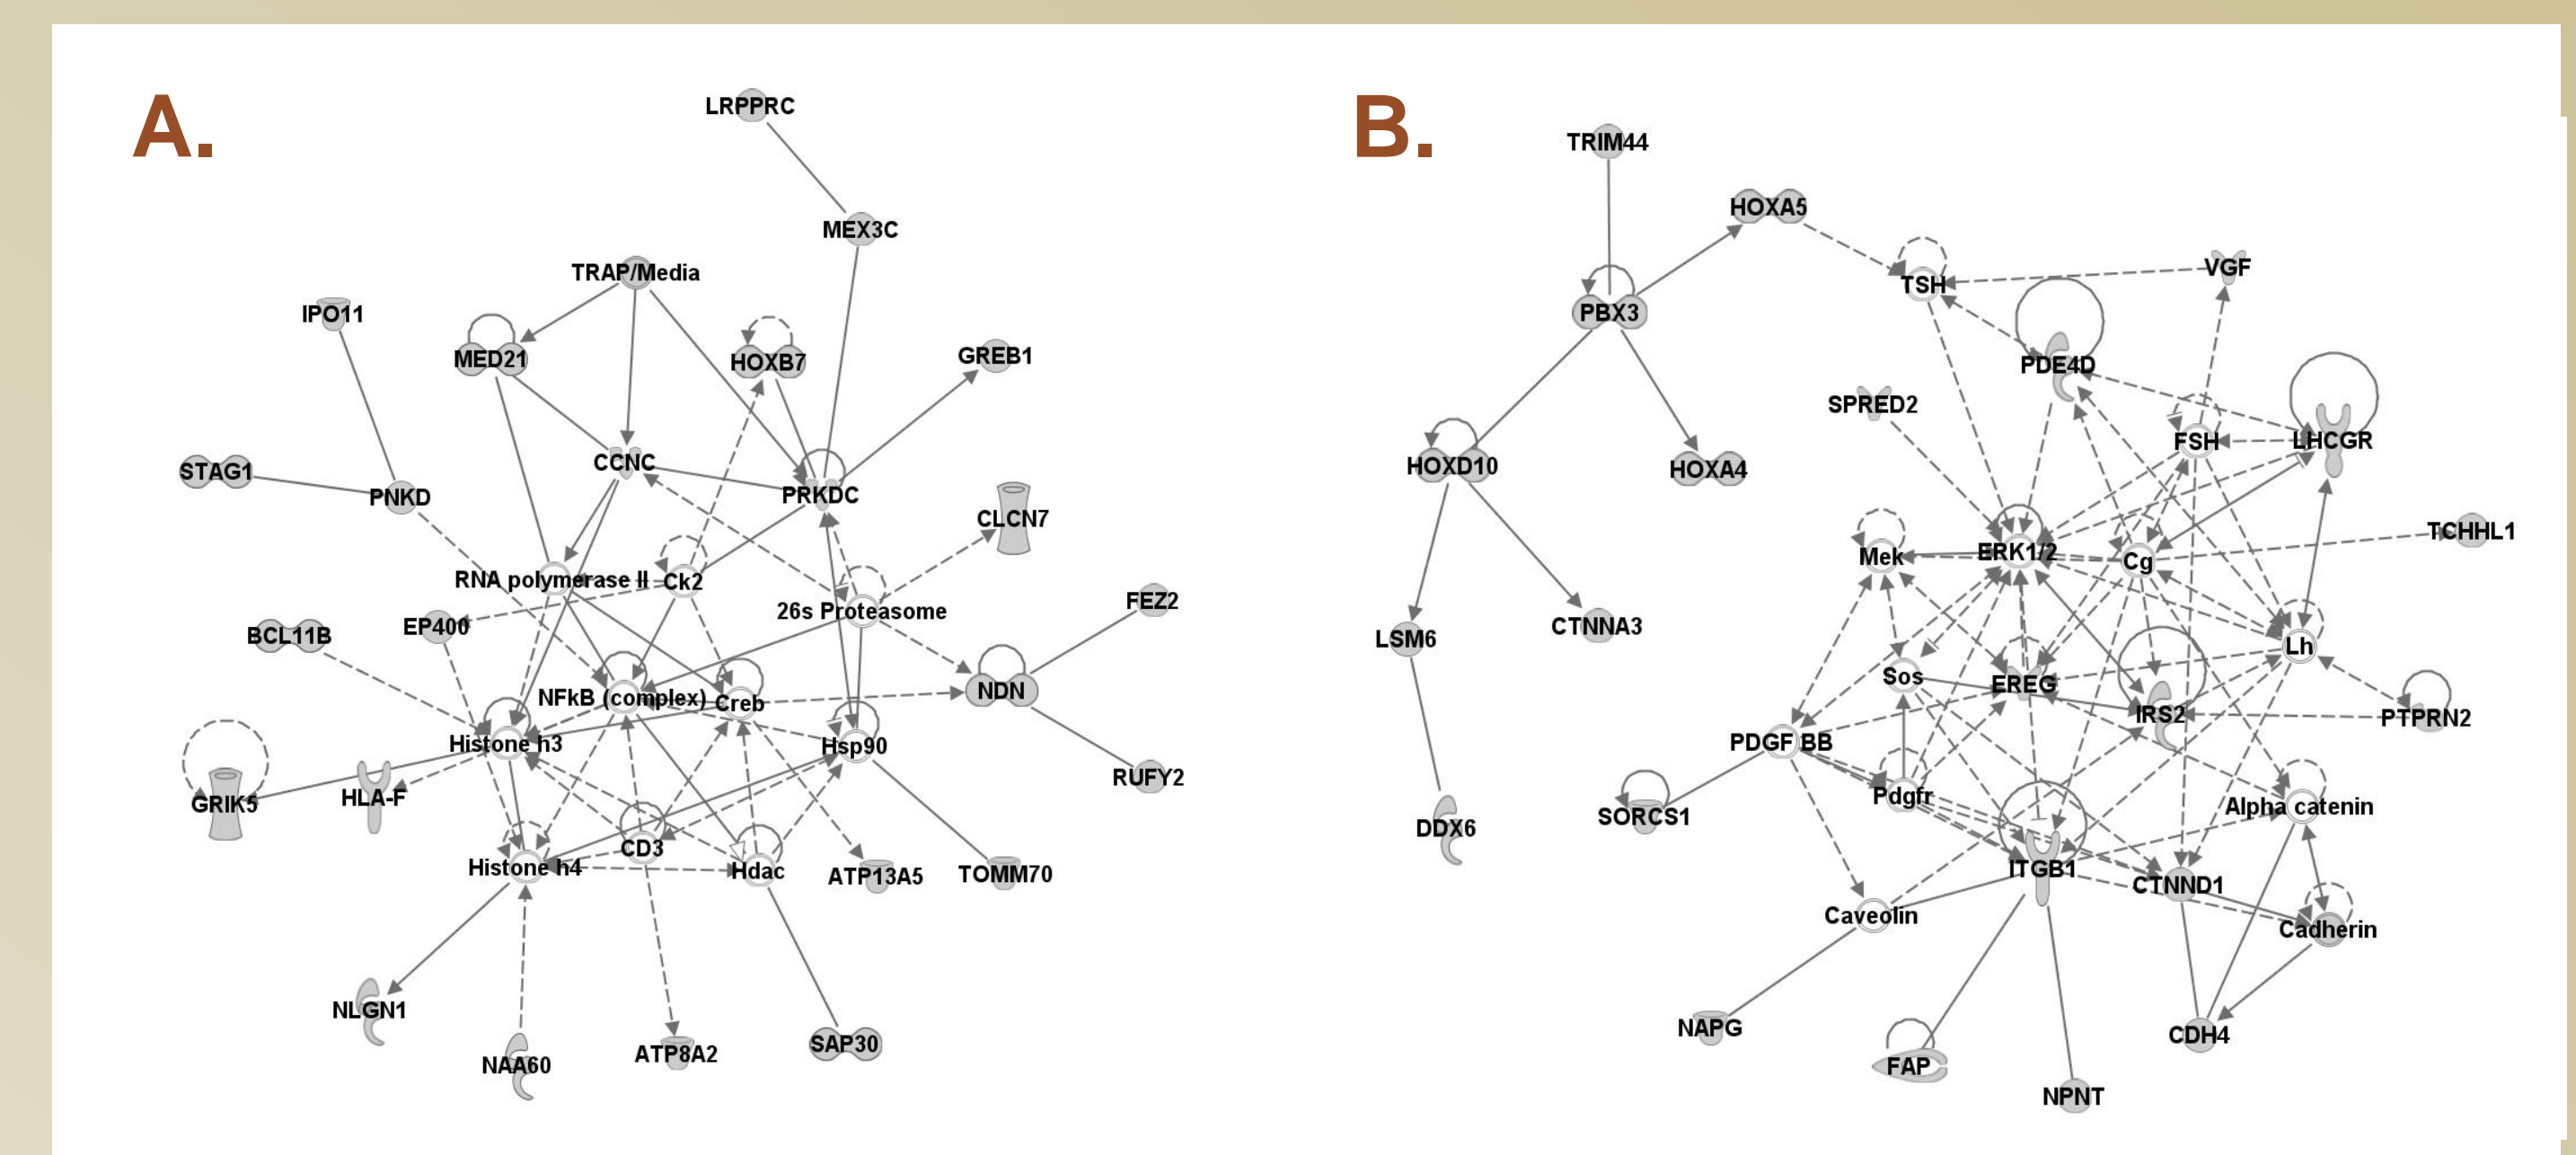 A.
LRPPRC
MEX3C
TRAP/Media
IPO11
MED21
HOXB7
GREB1
STAG1
PNKD
CCNC
PRKDC
CLCN7
RNA polymerase II
Ck2
26s Proteasome
FEZ2
BCL11B
EP400
NFkB (complex)
Creb
NDN
Histone h3
Hsp90
RUFY2
GRIK5
HLA-F
Histone h4
CD3
Hdac
ATP13A5
TOMM70
NLGN1
NAA60
ATP8A2
SAP30
B.
TRIM44
HOXA5
TSH
VGF
PBX3
PDE4D
SPRED2
FSH
LHCGR
HOXD10
HOXA4
Mek
ERK1/2
Cg
TCHHL1
LSM6
CTNNA3
Lh
Sos
EREG
IRS2
PTPRN2
PDGF BB
Pdgfr
Alpha catenin
SORCS1
DDX6
ITGB1
CTNND1
Caveolin
Cadherin
NAPG
FAP
CDH4
NPNT